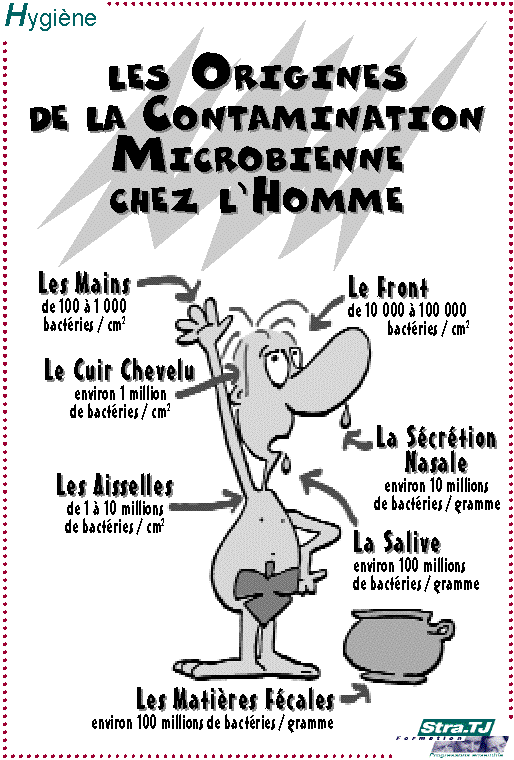 Hygiène
LES ORIGINES
DE LA CONTAMINATION
MICROBIENNE
CHEZ L'HOMME
Les Mains
de 100 à 1 000
bactéries / cm²
Le Front
de 10 000 à 100 000
bactéries / cm²
Le Cuir Chevelu
environ 1 million
de bactéries / cm²
La Sécrétion
Nasale
environ 10 millions
de bactéries / gramme
Les Aisselles
de 1 à 10 millions
de bactéries / cm²
La Salive
environ 100 millions
de bactéries / gramme
Les Matières Fécales
environ 100 millions de bactéries / gramme
Stra.TJ
Formation
Progressons ensemble